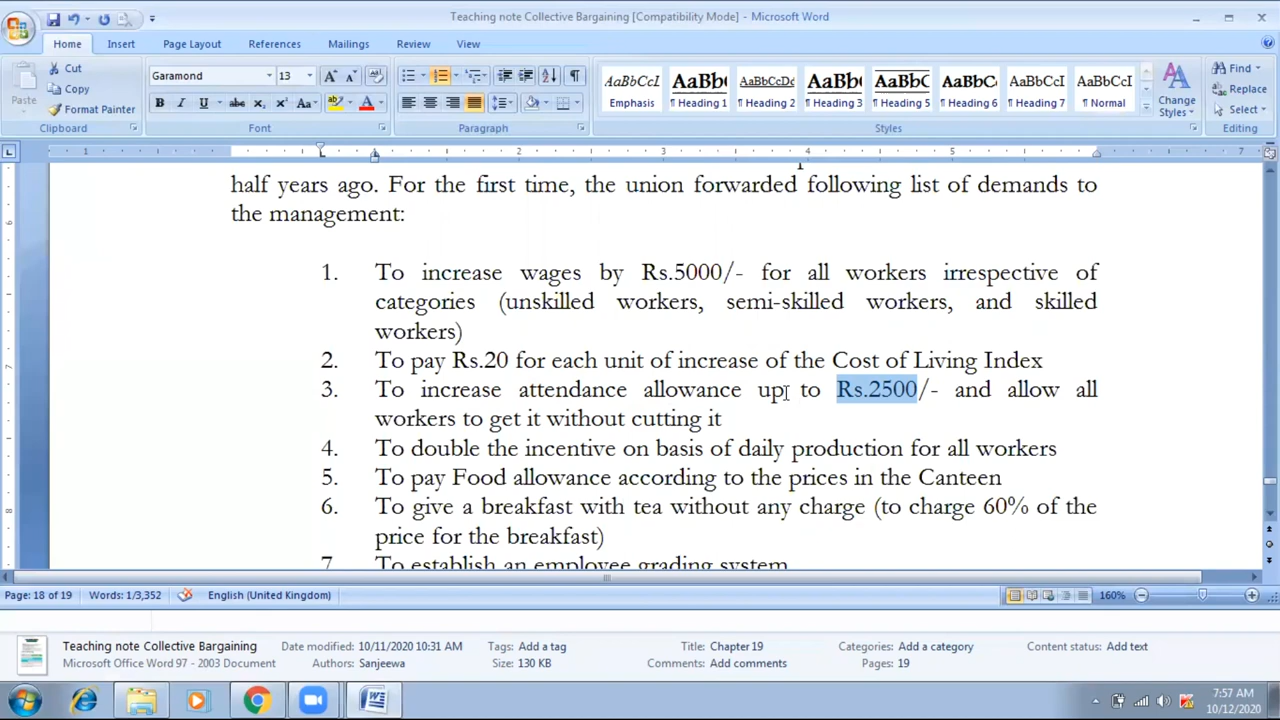 Teaching note Collective Bargaining [Compatibility Mode] - Microsoft Word
Home Insert Page Layout References Mailings Review View
Paste Cut Copy Format Painter Clipboard
Garamond 13 Font
Paragraph
AaBbCcI Emphasis AaBbC ¶ Heading 1 AaBbCcDc ¶ Heading 2 AaBbC ¶ Heading 3 AaBbCc ¶ Heading 5 AaBbC ¶ Heading 6 AaBbCcI ¶ Heading 7 AaBbCcI ¶ Normal Change Styles Styles
Find Replace Select Editing
half years ago. For the first time, the union forwarded following list of demands to
the management:
1. To increase wages by Rs.5000/- for all workers irrespective of
categories (unskilled workers, semi-skilled workers, and skilled
workers)
2. To pay Rs.20 for each unit of increase of the Cost of Living Index
3. To increase attendance allowance up to Rs.2500/- and allow all
workers to get it without cutting it
4. To double the incentive on basis of daily production for all workers
5. To pay Food allowance according to the prices in the Canteen
6. To give a breakfast with tea without any charge (to charge 60% of the
price for the breakfast)
7. To establish an employee grading system
Page: 18 of 19 Words: 1/3,352 English (United Kingdom) 160%
Teaching note Collective Bargaining Date modified: 10/11/2020 10:31 AM Tags: Add a tag Title: Chapter 19 Categories: Add a category Content status: Add text
Microsoft Office Word 97 - 2003 Document Authors: Sanjeewa Size: 130 KB Comments: Add comments Pages: 19
7:57 AM
10/12/2020